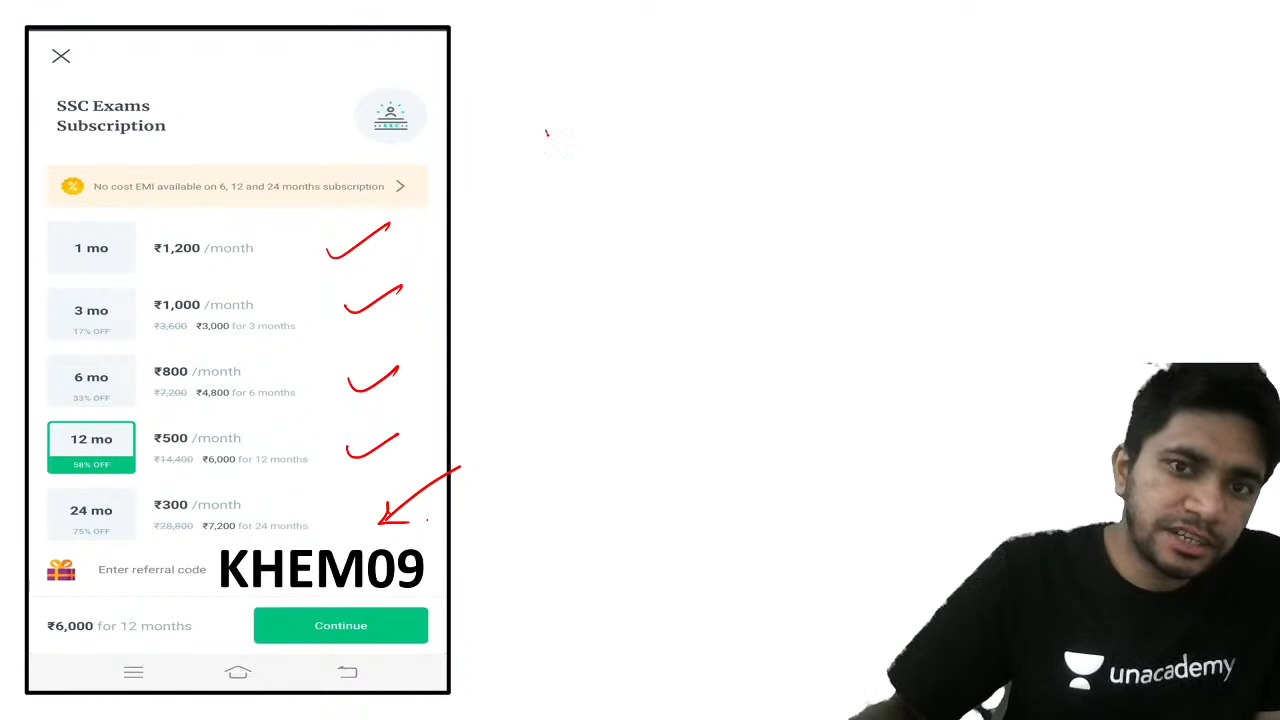 SSC Exams
Subscription
SSC
No cost EMI available on 6, 12 and 24 months subscription
1 mo
₹1,200 /month
3 mo
17% OFF
₹1,000 /month
₹3,600 ₹3,000 for 3 months
6 mo
33% OFF
₹800 /month
₹7,200 ₹4,800 for 6 months
12 mo
58% OFF
₹500 /month
₹14,400 ₹6,000 for 12 months
24 mo
75% OFF
₹300 /month
₹28,800 ₹7,200 for 24 months
Enter referral code KHEM09
₹6,000 for 12 months
Continue
unacademy